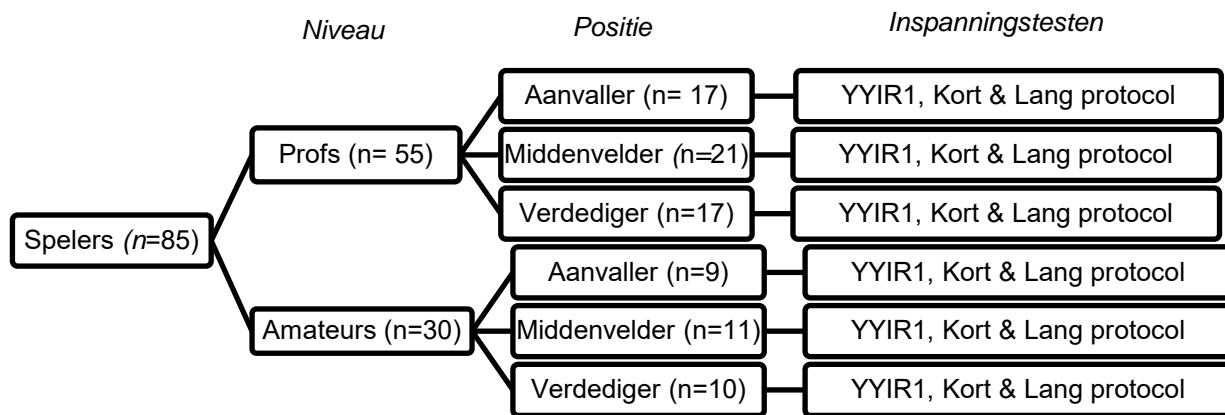 Niveau
Positie
Inspanningstesten
Aanvaller (n= 17)
YYIR1, Kort & Lang protocol
Profs (n= 55)
Middenvelder (n=21)
YYIR1, Kort & Lang protocol
Verdediger (n=17)
YYIR1, Kort & Lang protocol
Spelers (n=85)
Aanvaller (n=9)
YYIR1, Kort & Lang protocol
Amateurs (n=30)
Middenvelder (n=11)
YYIR1, Kort & Lang protocol
Verdediger (n=10)
YYIR1, Kort & Lang protocol